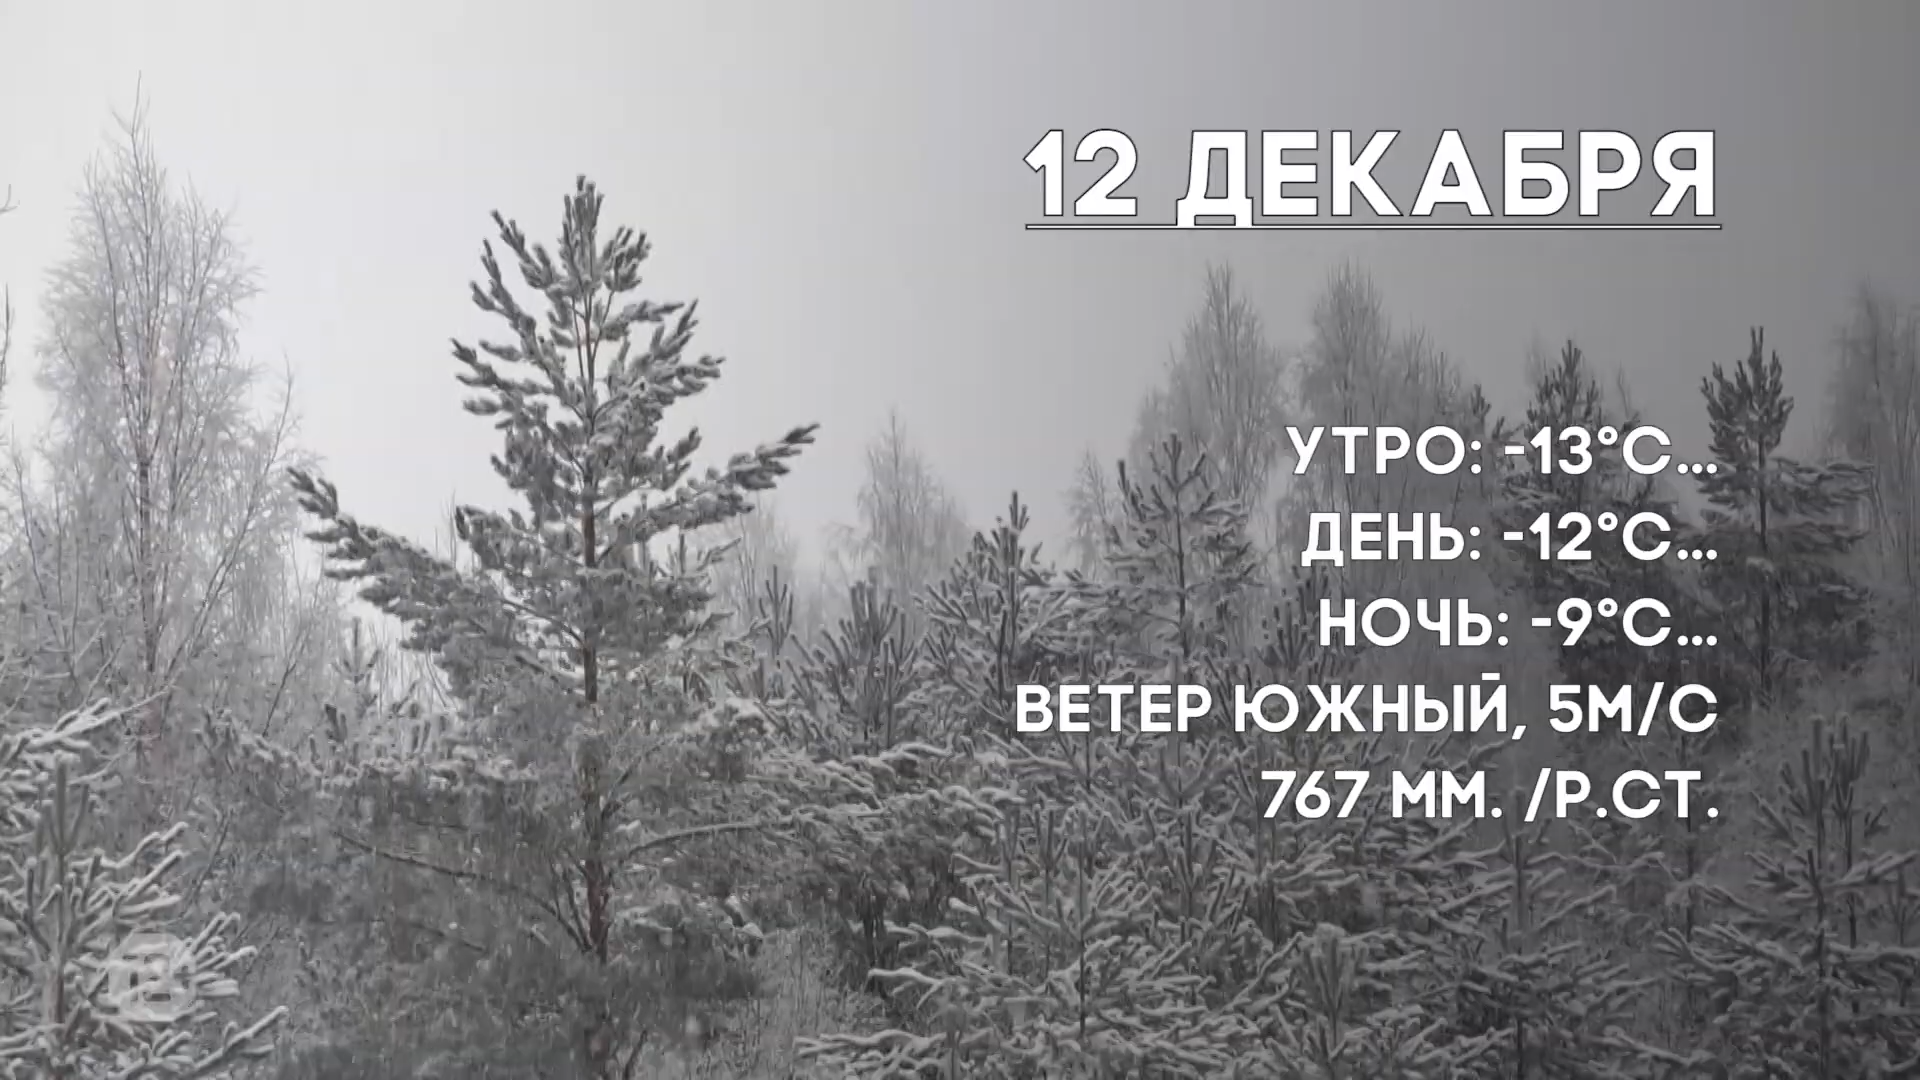 12 ДЕКАБРЯ
УТРО: -13°С...
ДЕНЬ: -12°С...
НОЧЬ: -9°С...
ВЕТЕР ЮЖНЫЙ, 5М/С
767 ММ. /Р.СТ.